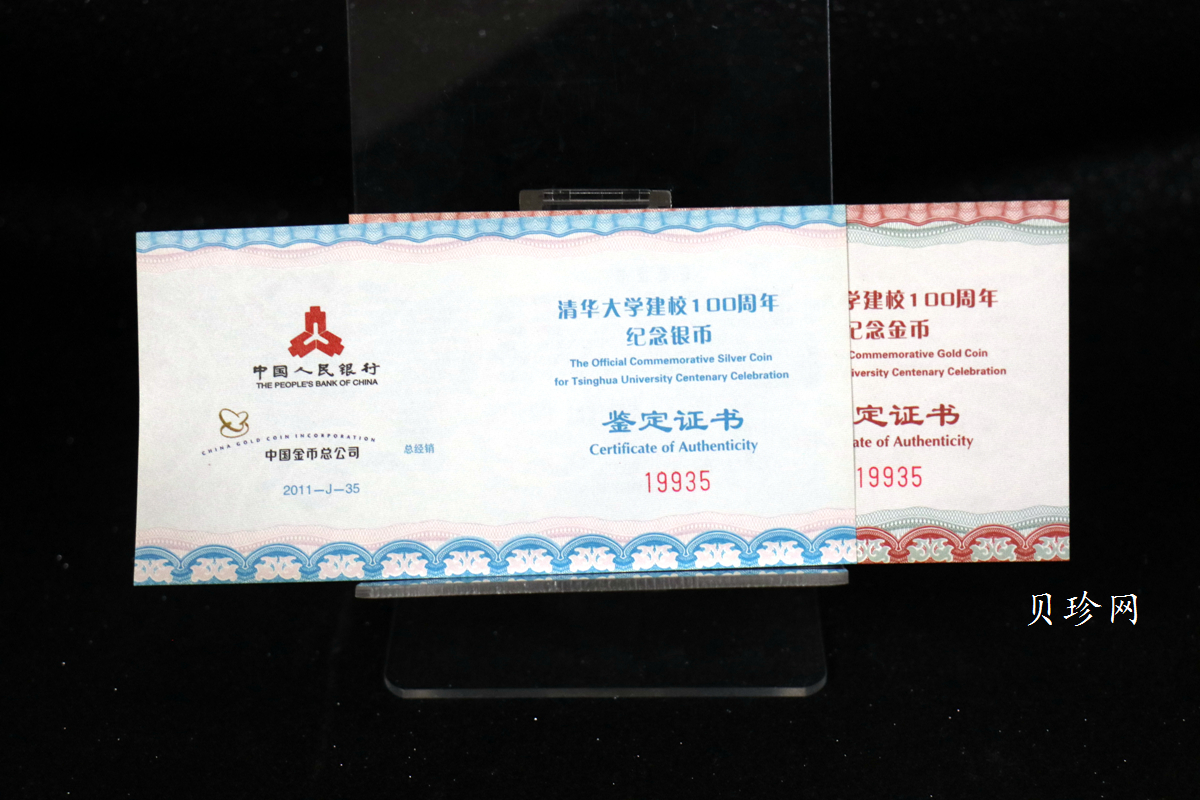 中国人民银行
THE PEOPLE'S BANK OF CHINA
CHINA GOLD COIN INCORPORATION
中国金币总公司
总经销
2011-J-35
清华大学建校100周年
纪念银币
The Official Commemorative Silver Coin
for Tsinghua University Centenary Celebration
鉴定证书
Certificate of Authenticity
19935
学建校100周年
纪念金币
Commemorative Gold Coin
iversity Centenary Celebration
定证书
ate of Authenticity
19935
贝珍网